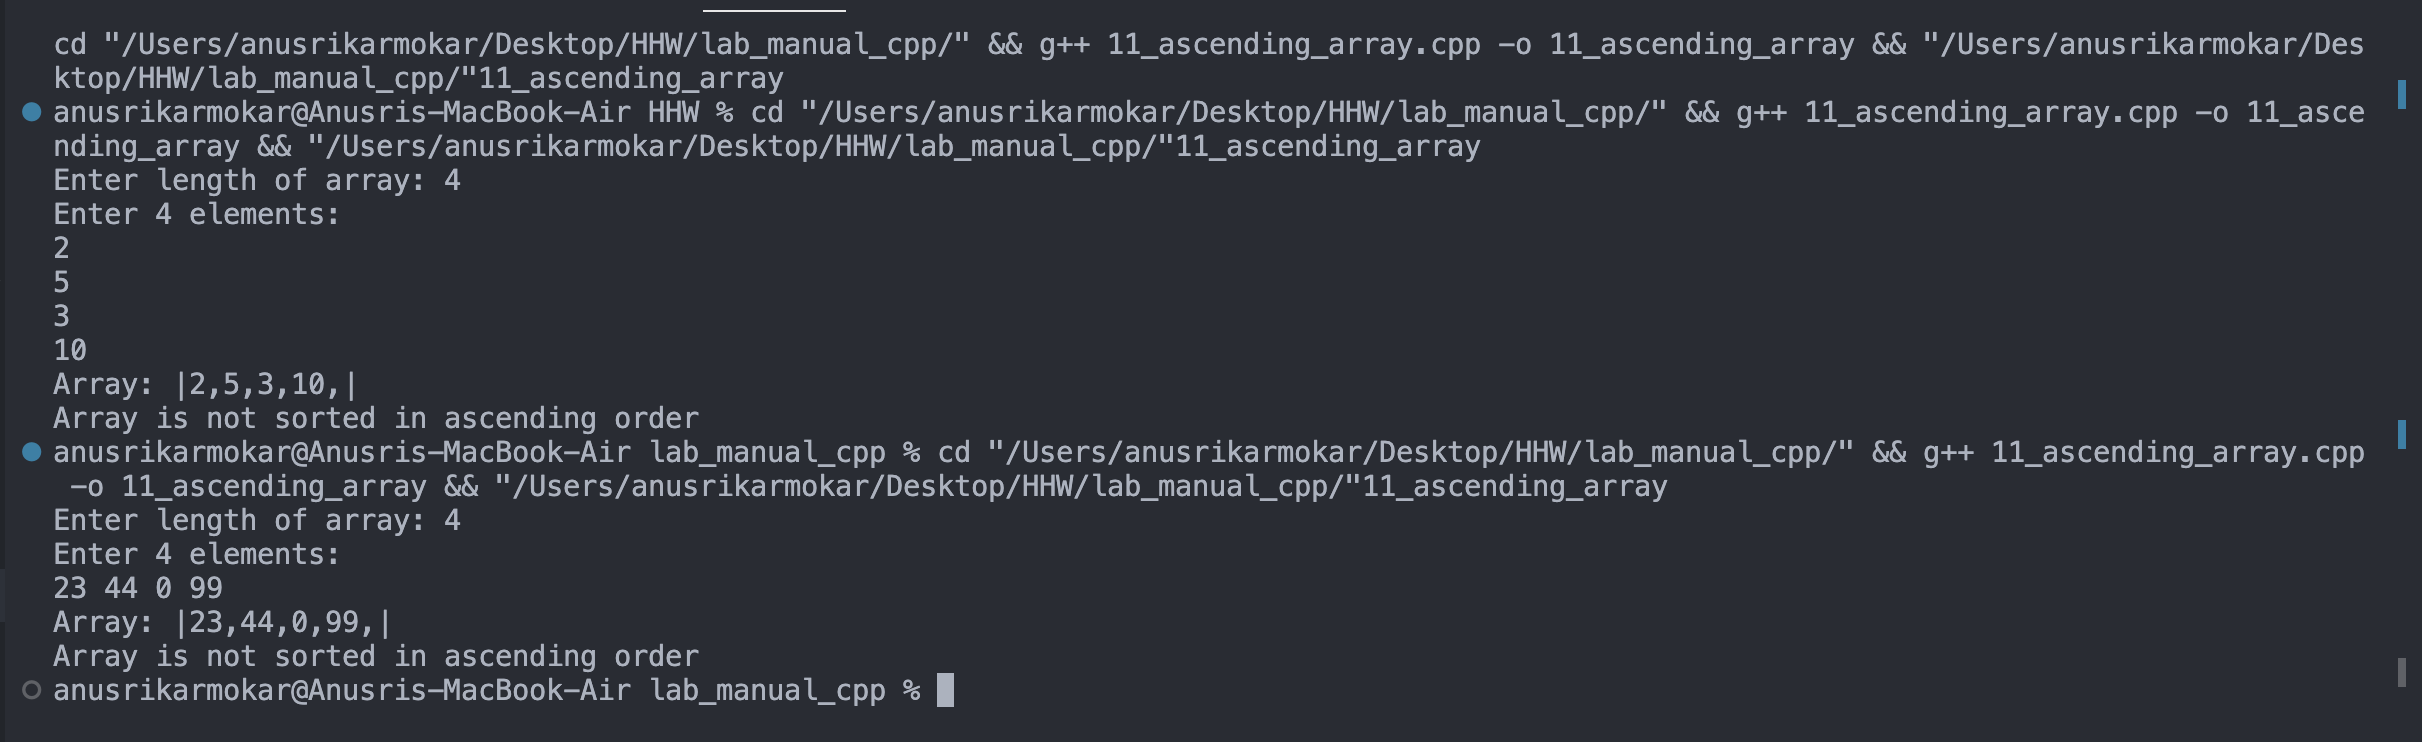 cd "/Users/anusrikarmokar/Desktop/HHW/lab_manual_cpp/" && g++ 11_ascending_array.cpp -o 11_ascending_array && "/Users/anusrikarmokar/Des
ktop/HHW/lab_manual_cpp/"11_ascending_array
anusrikarmokar@Anusris-MacBook-Air HHW % cd "/Users/anusrikarmokar/Desktop/HHW/lab_manual_cpp/" && g++ 11_ascending_array.cpp -o 11_asce
nding_array && "/Users/anusrikarmokar/Desktop/HHW/lab_manual_cpp/"11_ascending_array
Enter length of array: 4
Enter 4 elements:
2
5
3
10
Array: |2,5,3,10,|
Array is not sorted in ascending order
anusrikarmokar@Anusris-MacBook-Air lab_manual_cpp % cd "/Users/anusrikarmokar/Desktop/HHW/lab_manual_cpp/" && g++ 11_ascending_array.cpp
-o 11_ascending_array && "/Users/anusrikarmokar/Desktop/HHW/lab_manual_cpp/"11_ascending_array
Enter length of array: 4
Enter 4 elements:
23 44 0 99
Array: |23,44,0,99,|
Array is not sorted in ascending order
anusrikarmokar@Anusris-MacBook-Air lab_manual_cpp %